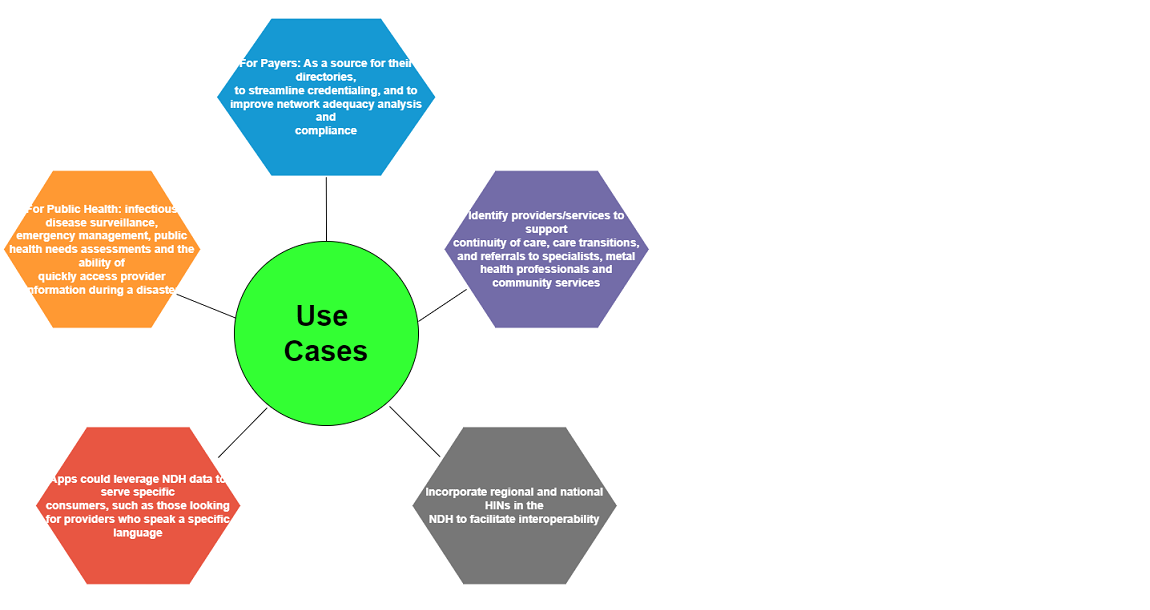 For Payers: As a source for their
directories,
to streamline credentialing, and to
improve network adequacy analysis
and
compliance
For Public Health: infectious
disease surveillance,
emergency management, public
health needs assessments and the
ability of
quickly access provider
information during a disaster
Identify providers/services to
support
continuity of care, care transitions,
and referrals to specialists, metal
health professionals and
community services
Use
Cases
Apps could leverage NDH data to
serve specific
consumers, such as those looking
for providers who speak a specific
language
Incorporate regional and national
HINs in the
NDH to facilitate interoperability